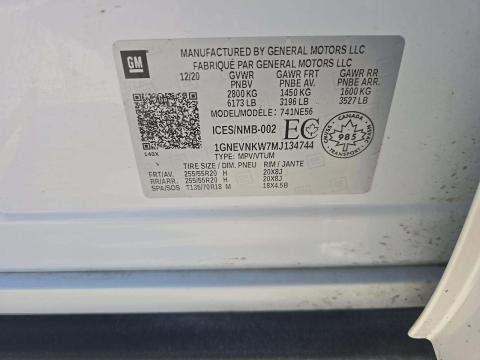 GM
MANUFACTURED BY GENERAL MOTORS LLC
FABRIQUÉ PAR GENERAL MOTORS LLC
12/20 GVWR GAWR FRT GAWR RR
PNBV PNBE AV. PNBE ARR.
2800 KG 1450 KG 1600 KG
6173 LB 3196 LB 3527 LB
MODEL/MODÈLE: 741NE56
ICES/NMB-002 EC 985
1GNEVNKW7MJ134744
TYPE: MPV/VTUM
TIRE SIZE / DIM. PNEU RIM / JANTE
FRT/AV. 255/55R20 H 20X8J
RR/ARR. 255/55R20 H 20X8J
SPA/SOS T135/70R18 M 18X4.5B